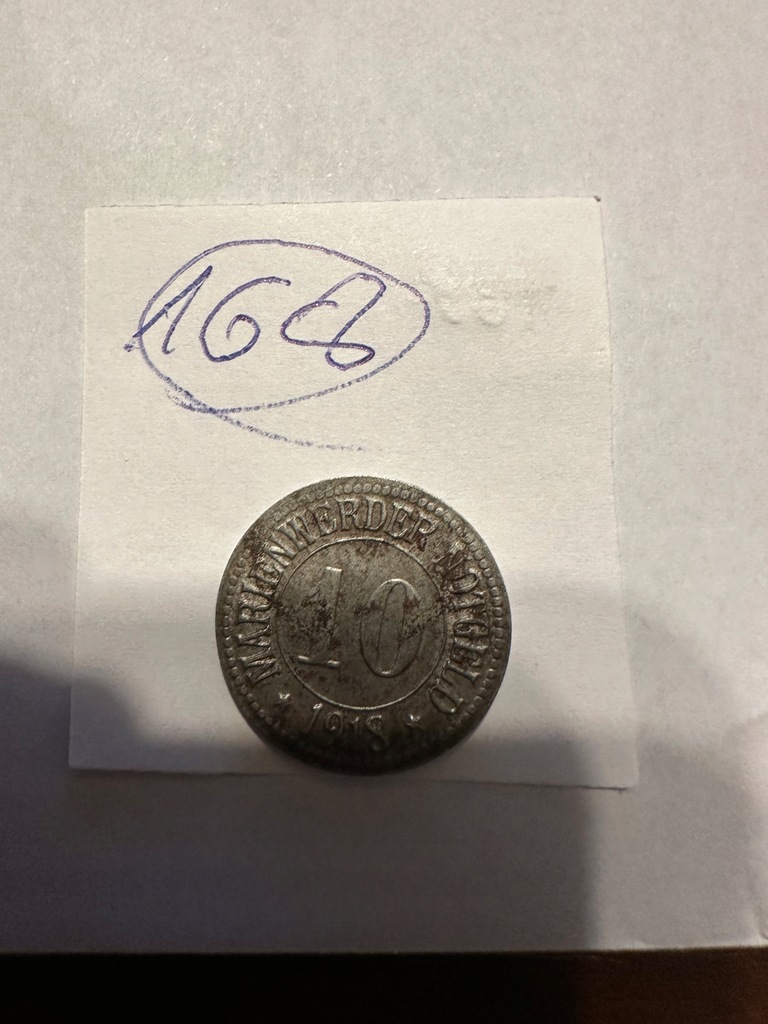 168
MARIENWERDER NOTGELD
10
* 1918 *